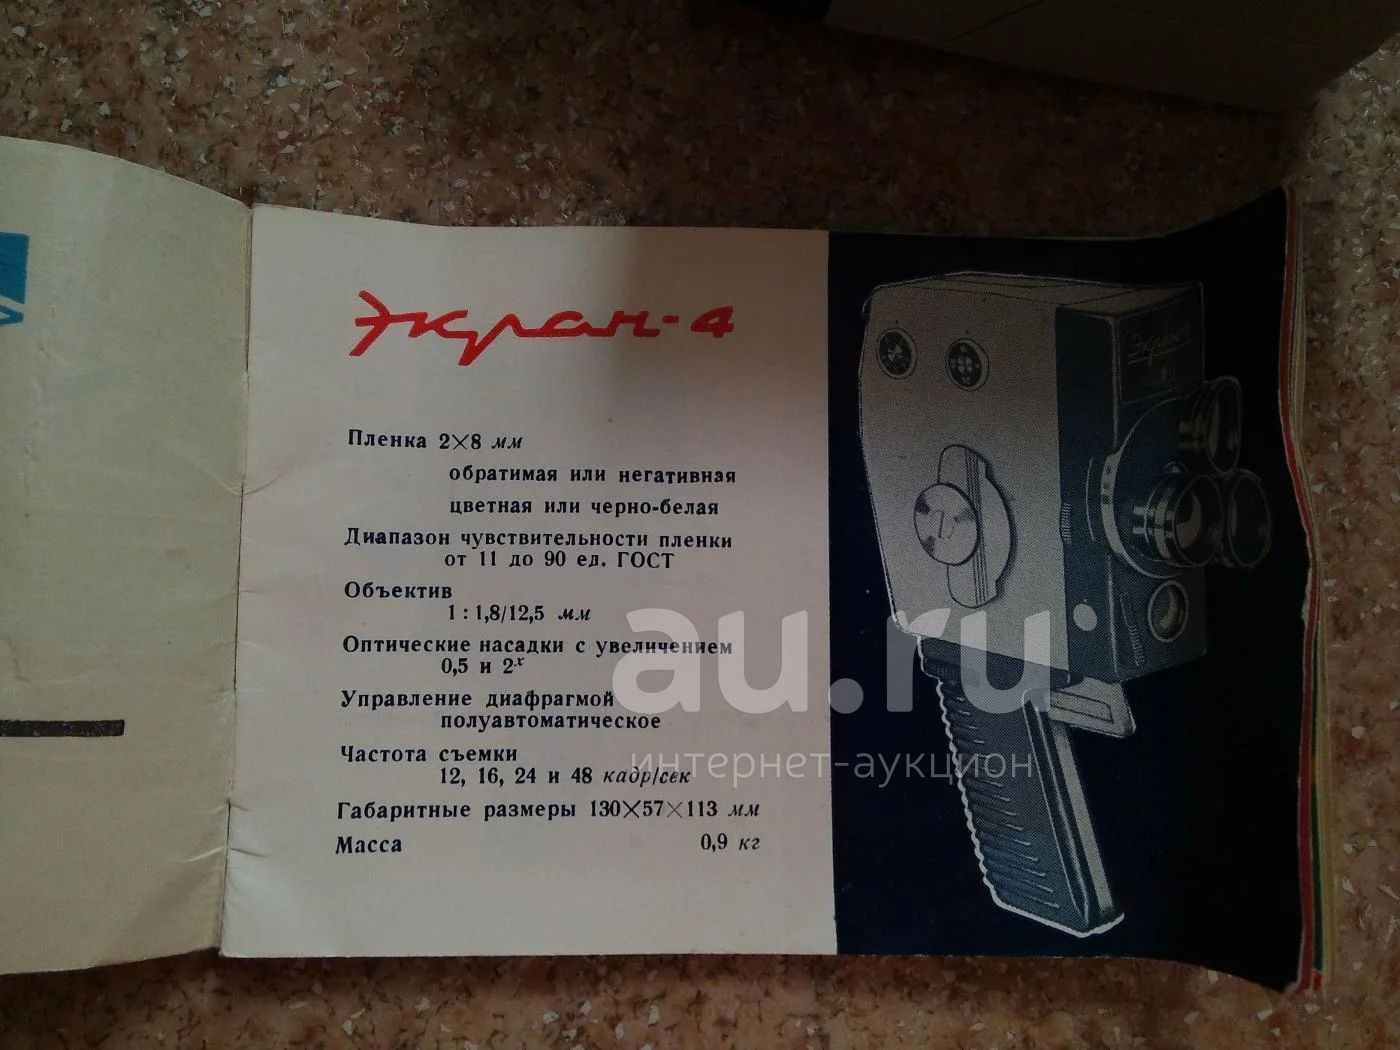 Экран-4
Пленка 2×8 мм
обратимая или негативная
цветная или черно-белая
Диапазон чувствительности пленки
от 11 до 90 ед. ГОСТ
Объектив
1 : 1,8/12,5 мм
Оптические насадки с увеличением
0,5 и 2ˣ
Управление диафрагмой
полуавтоматическое
Частота съемки
12, 16, 24 и 48 кадр/сек
Габаритные размеры 130×57×113 мм
Масса 0,9 кг
Экран
au.ru
интернет-аукцион